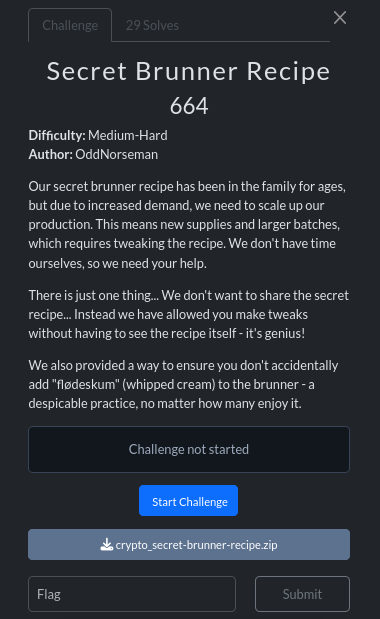 Challenge
29 Solves
Secret Brunner Recipe
664
Difficulty: Medium-Hard
Author: OddNorseman
Our secret brunner recipe has been in the family for ages,
but due to increased demand, we need to scale up our
production. This means new supplies and larger batches,
which requires tweaking the recipe. We don't have time
ourselves, so we need your help.
There is just one thing... We don't want to share the secret
recipe... Instead we have allowed you make tweaks
without having to see the recipe itself - it's genius!
We also provided a way to ensure you don't accidentally
add "flødeskum" (whipped cream) to the brunner - a
despicable practice, no matter how many enjoy it.
Challenge not started
Start Challenge
crypto_secret-brunner-recipe.zip
Flag
Submit